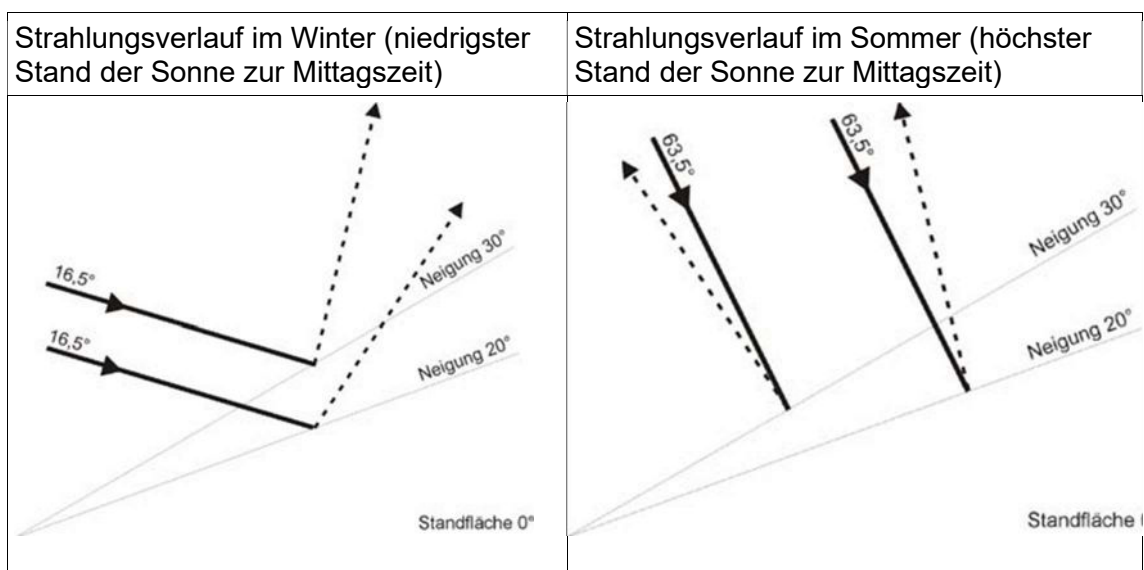 Strahlungsverlauf im Winter (niedrigster
Stand der Sonne zur Mittagszeit)
Strahlungsverlauf im Sommer (höchster
Stand der Sonne zur Mittagszeit)
16,5°
16,5°
Neigung 30°
Neigung 20°
Standfläche 0°
63,5°
63,5°
Neigung 30°
Neigung 20°
Standfläche